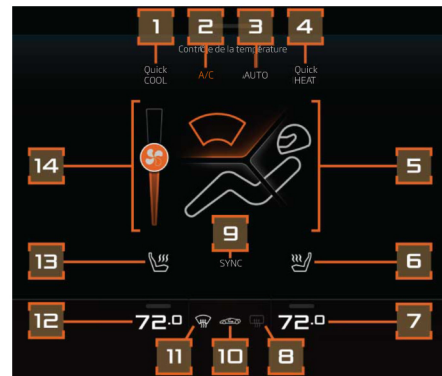 1 2 3 4
Contrôle de la température
Quick COOL
A/C
AUTO
Quick HEAT
14
5
9
13
SYNC
6
12
72.0
72.0
7
11
10
8